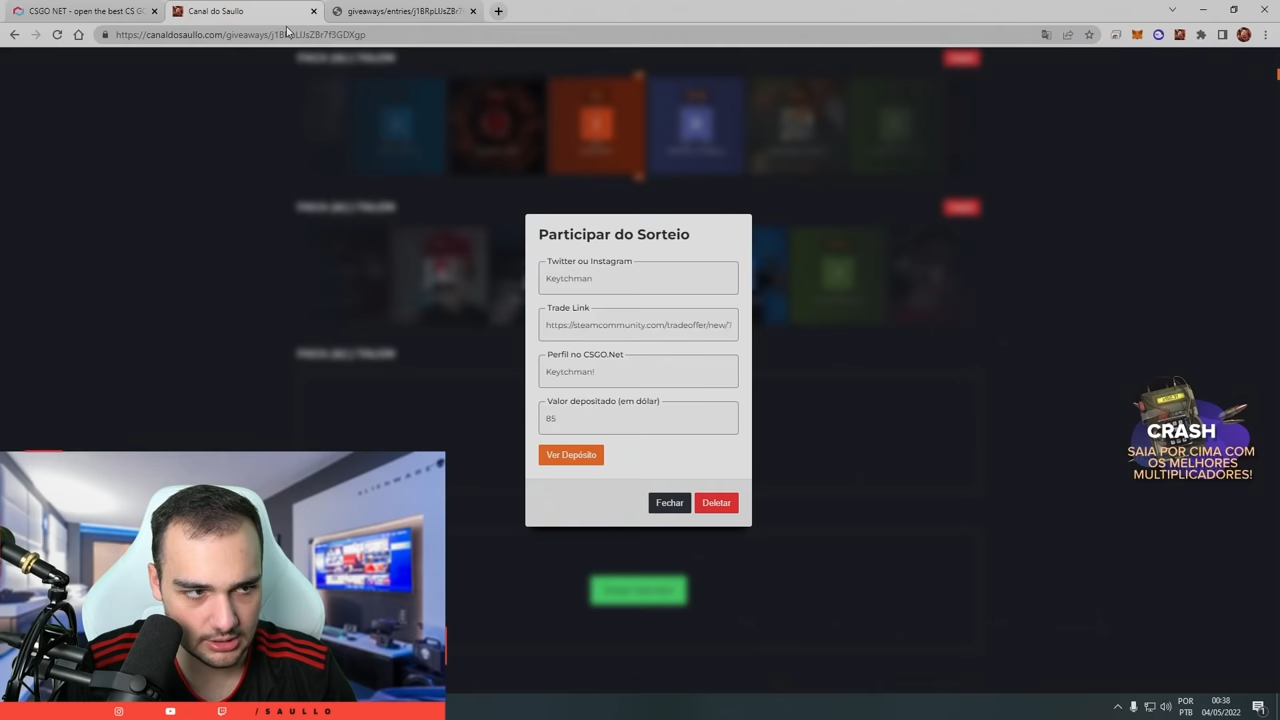 CSGO NET - open the best CS G
Canal do Saullo
giveaways/entries/j1BRpLlJsZBr7
https://canaldosaullo.com/giveaways/j1BRpLlJsZBr7f3GDXgp
Participar do Sorteio
Twitter ou Instagram
Keytchman
Trade Link
https://steamcommunity.com/tradeoffer/new/?
Perfil no CSGO.Net
Keytchman!
Valor depositado (em dólar)
85
Ver Depósito
Fechar
Deletar
CRASH
SAIA POR CIMA COM
OS MELHORES
MULTIPLICADORES!
ALIENWARE
/SAULLO
POR
PTB
00:38
04/05/2022